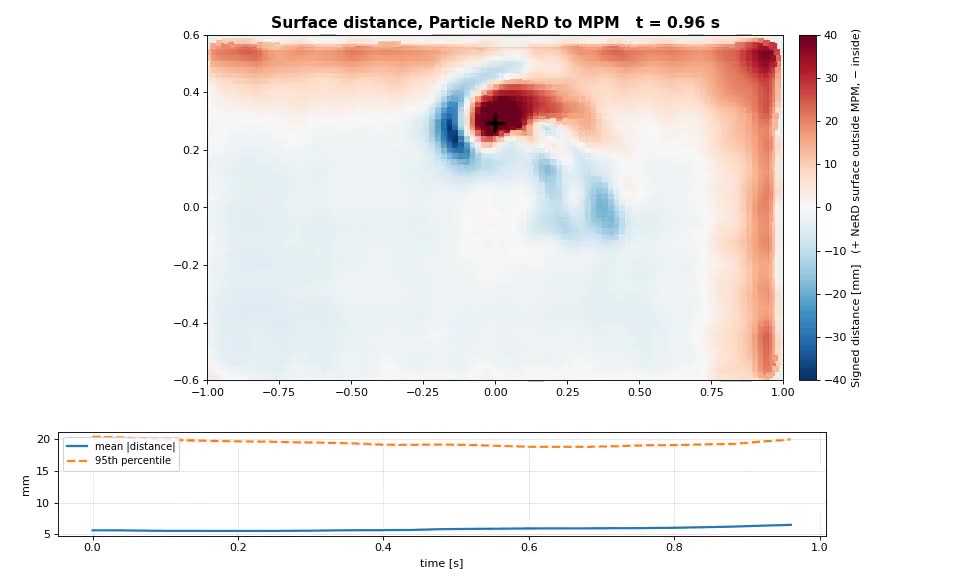 Surface distance, Particle NeRD to MPM   t = 0.96 s
0.6
0.4
0.2
0.0
−0.2
−0.4
−0.6
−1.00 −0.75 −0.50 −0.25 0.00 0.25 0.50 0.75 1.00
40
30
20
10
0
−10
−20
−30
−40
Signed distance [mm]   (+ NeRD surface outside MPM, − inside)
mean |distance|
95th percentile
20
15
10
5
mm
0.0 0.2 0.4 0.6 0.8 1.0
time [s]